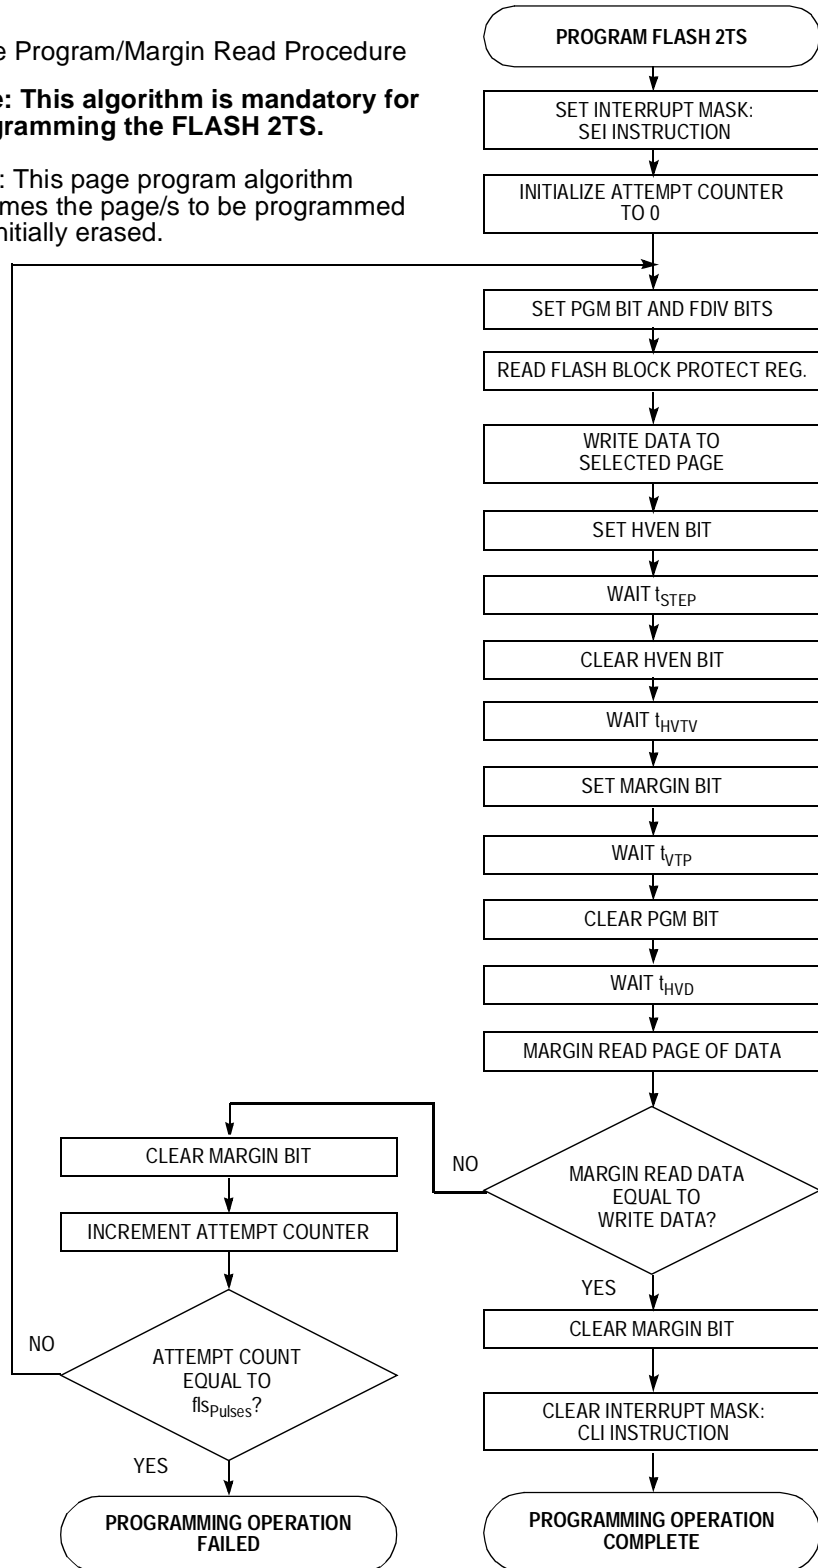 e Program/Margin Read Procedure
e: This algorithm is mandatory for
gramming the FLASH 2TS.
: This page program algorithm
mes the page/s to be programmed
nitially erased.
PROGRAM FLASH 2TS
SET INTERRUPT MASK:
SEI INSTRUCTION
INITIALIZE ATTEMPT COUNTER
TO 0
SET PGM BIT AND FDIV BITS
READ FLASH BLOCK PROTECT REG.
WRITE DATA TO
SELECTED PAGE
SET HVEN BIT
WAIT tSTEP
CLEAR HVEN BIT
WAIT tHVTV
SET MARGIN BIT
WAIT tVTP
CLEAR PGM BIT
WAIT tHVD
MARGIN READ PAGE OF DATA
MARGIN READ DATA
EQUAL TO
WRITE DATA?
NO
CLEAR MARGIN BIT
INCREMENT ATTEMPT COUNTER
ATTEMPT COUNT
EQUAL TO
flsPulses?
NO
YES
PROGRAMMING OPERATION
FAILED
YES
CLEAR MARGIN BIT
CLEAR INTERRUPT MASK:
CLI INSTRUCTION
PROGRAMMING OPERATION
COMPLETE